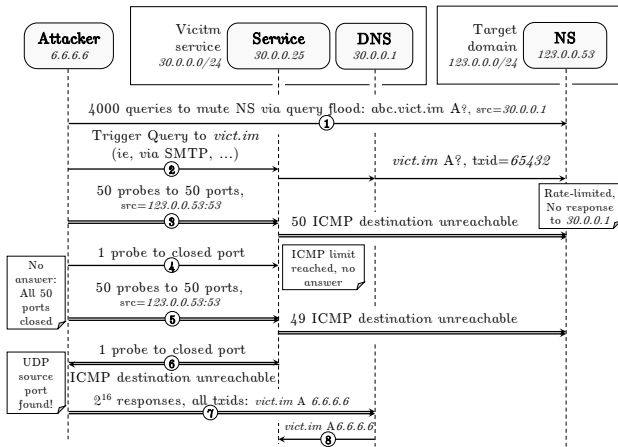 Vicitm
service
30.0.0.0/24
Target
domain
123.0.0.0/24
Attacker
6.6.6.6
Service
30.0.0.25
DNS
30.0.0.1
NS
123.0.0.53
4000 queries to mute NS via query flood: abc.vict.im A?, src=30.0.0.1
1
Trigger Query to vict.im
(ie, via SMTP, ...)
2
vict.im A?, txid=65432
50 probes to 50 ports,
src=123.0.0.53:53
3
Rate-limited,
No response
to 30.0.0.1
50 ICMP destination unreachable
1 probe to closed port
4
ICMP limit
reached, no
answer
No
answer:
All 50
ports
closed
50 probes to 50 ports,
src=123.0.0.53:53
5
49 ICMP destination unreachable
1 probe to closed port
6
ICMP destination unreachable
UDP
source
port
found!
2¹⁶ responses, all txids: vict.im A 6.6.6.6
7
vict.im A6.6.6.6
8